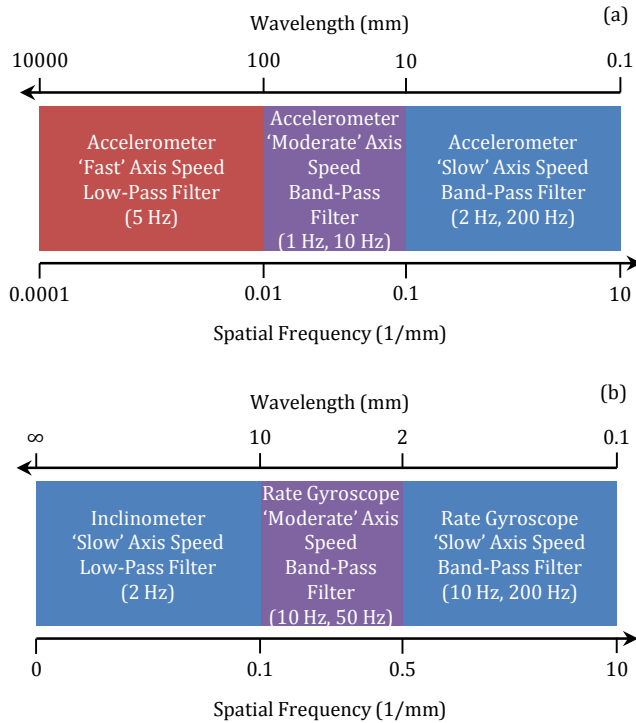 (a)
Wavelength (mm)
10000 100 10 0.1
Accelerometer
‘Fast’ Axis Speed
Low-Pass Filter
(5 Hz)
Accelerometer
‘Moderate’ Axis
Speed
Band-Pass
Filter
(1 Hz, 10 Hz)
Accelerometer
‘Slow’ Axis Speed
Band-Pass Filter
(2 Hz, 200 Hz)
0.0001 0.01 0.1 10
Spatial Frequency (1/mm)
(b)
Wavelength (mm)
∞ 10 2 0.1
Inclinometer
‘Slow’ Axis Speed
Low-Pass Filter
(2 Hz)
Rate Gyroscope
‘Moderate’ Axis
Speed
Band-Pass
Filter
(10 Hz, 50 Hz)
Rate Gyroscope
‘Slow’ Axis Speed
Band-Pass Filter
(10 Hz, 200 Hz)
0 0.1 0.5 10
Spatial Frequency (1/mm)